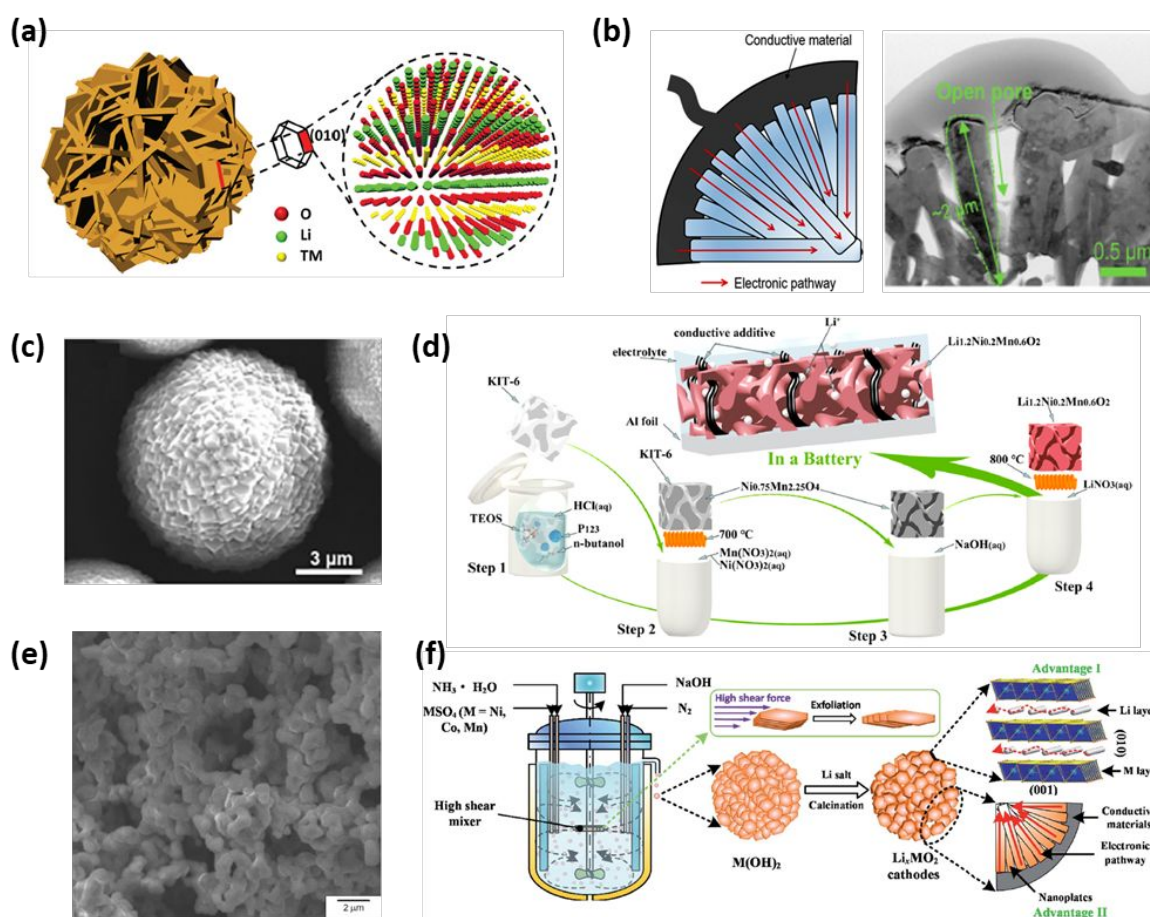 (a)
(010)
O
Li
TM
(b)
Conductive material
Electronic pathway
Open pore
~2 μm
0.5 μm
(c)
3 μm
(d)
conductive additive
Li+
electrolyte
Li1.2Ni0.2Mn0.6O2
KIT-6
Al foil
In a Battery
Li1.2Ni0.2Mn0.6O2
KIT-6
800 °C
Ni0.75Mn2.25O4
LiNO3(aq)
HCl(aq)
TEOS
P123
n-butanol
700 °C
NaOH(aq)
Mn(NO3)2(aq)
Ni(NO3)2(aq)
Step 1
Step 2
Step 3
Step 4
(e)
2 μm
(f)
NH3 • H2O
MSO4 (M = Ni,
Co, Mn)
NaOH
N2
High shear force
Exfoliation
High shear
mixer
M(OH)2
Li salt
Calcination
LixMO2
cathodes
Advantage I
Li laye
(010)
M laye
(001)
Conductive
materials
Electronic
pathway
Nanoplates
Advantage II